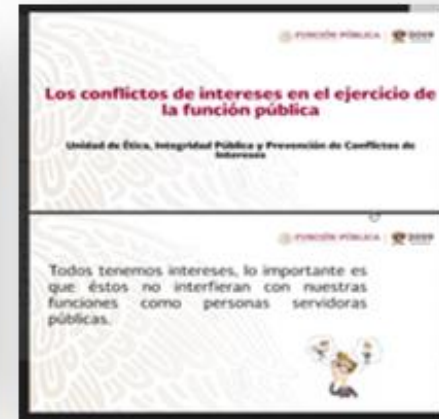 FUNCIÓN PÚBLICA 2019
Los conflictos de intereses en el ejercicio de
la función pública
Unidad de Ética, Integridad Pública y Prevención de Conflictos de
Intereses
FUNCIÓN PÚBLICA 2019
Todos tenemos intereses, lo importante es
que éstos no interfieran con nuestras
funciones como personas servidoras
públicas.